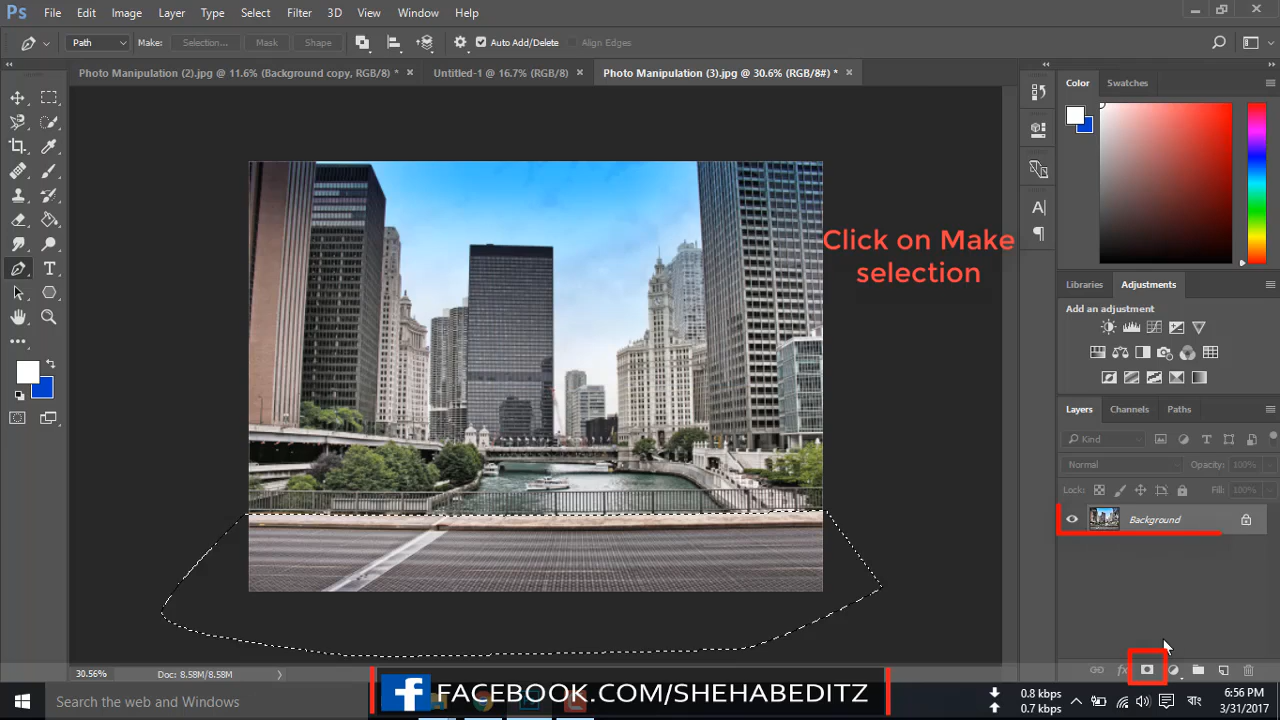 Ps File Edit Image Layer Type Select Filter 3D View Window Help
Path Make: Selection... Mask Shape Auto Add/Delete Align Edges
Photo Manipulation (2).jpg @ 11.6% (Background copy, RGB/8) * × Untitled-1 @ 16.7% (RGB/8) × Photo Manipulation (3).jpg @ 30.6% (RGB/8#) * ×
Color Swatches
Click on Make
selection
Libraries Adjustments
Add an adjustment
Layers Channels Paths
Kind
Normal Opacity: 100%
Lock: Fill: 100%
Background
fx
30.56% Doc: 8.58M/8.58M
Search the web and Windows
FACEBOOK.COM/SHEHABEDITZ
0.8 kbps
0.7 kbps
6:56 PM
3/31/2017